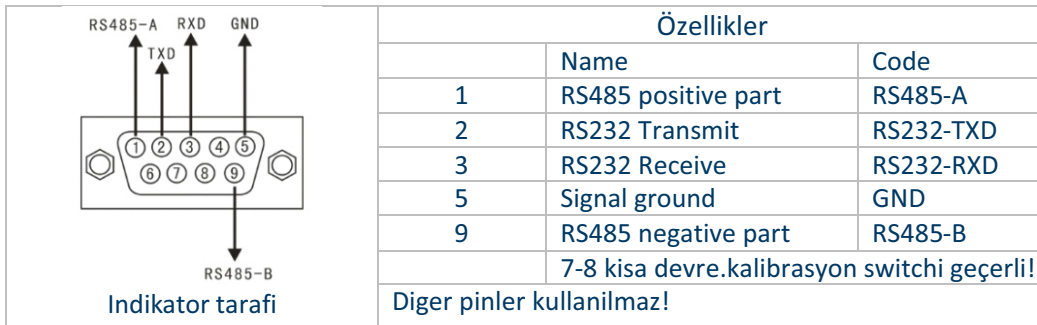 RS485-A RXD GND
TXD
① ② ③ ④ ⑤
⑥ ⑦ ⑧ ⑨
RS485-B
Indikator tarafi
Özellikler
Name Code
1 RS485 positive part RS485-A
2 RS232 Transmit RS232-TXD
3 RS232 Receive RS232-RXD
5 Signal ground GND
9 RS485 negative part RS485-B
7-8 kisa devre.kalibrasyon switchi geçerli!
Diger pinler kullanilmaz!